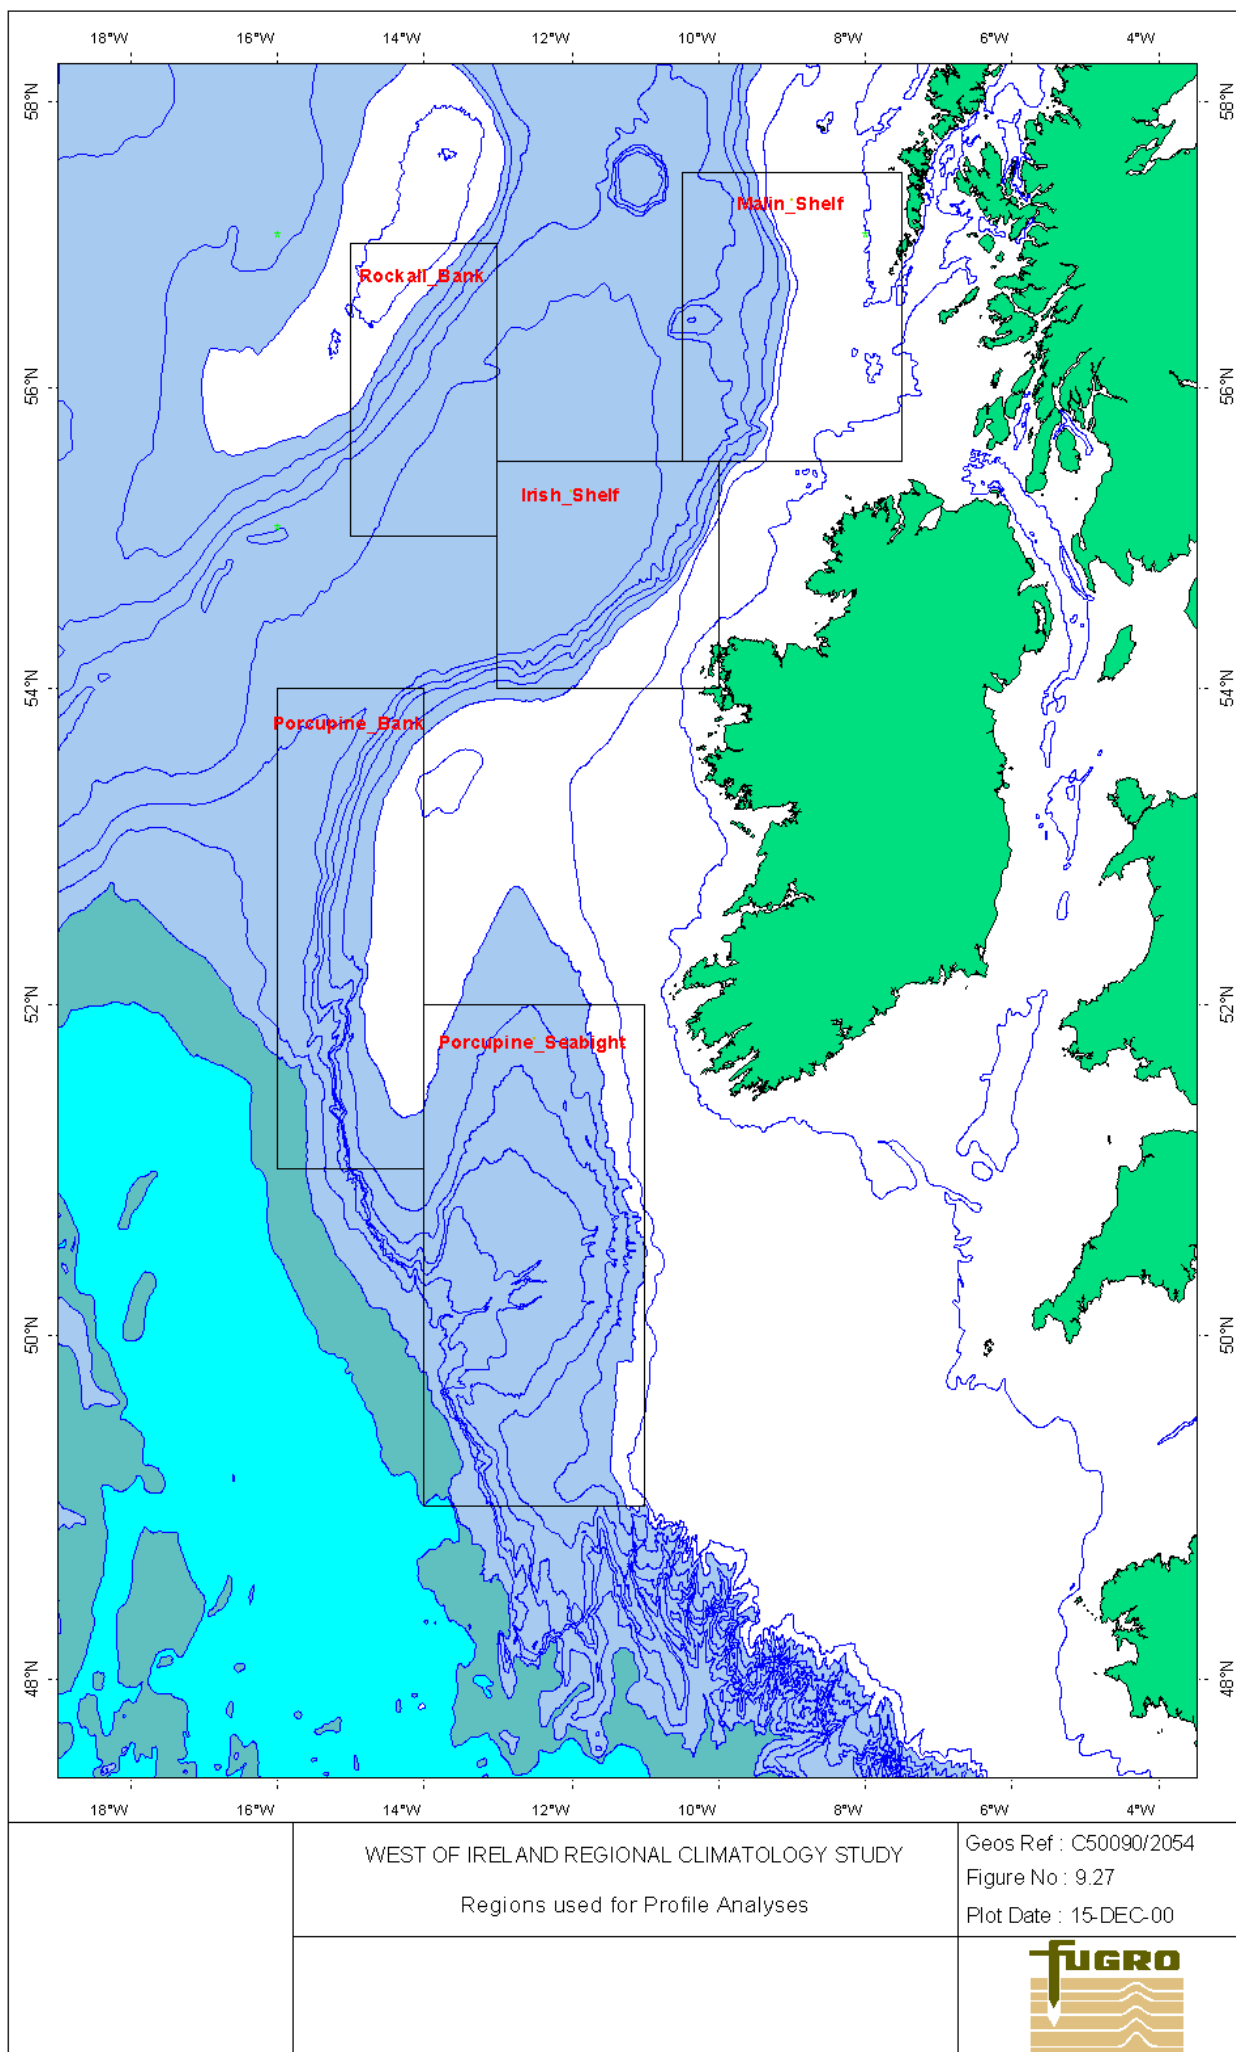 18°W 16°W 14°W 12°W 10°W 8°W 6°W 4°W
58°N 58°N
Malin_Shelf
Rockall_Bank
56°N 56°N
Irish_Shelf
54°N 54°N
Porcupine_Bank
52°N 52°N
Porcupine_Seabight
50°N 50°N
48°N 48°N
18°W 16°W 14°W 12°W 10°W 8°W 6°W 4°W
WEST OF IRELAND REGIONAL CLIMATOLOGY STUDY
Regions used for Profile Analyses
Geos Ref : C50090/2054
Figure No : 9.27
Plot Date : 15-DEC-00
FUGRO